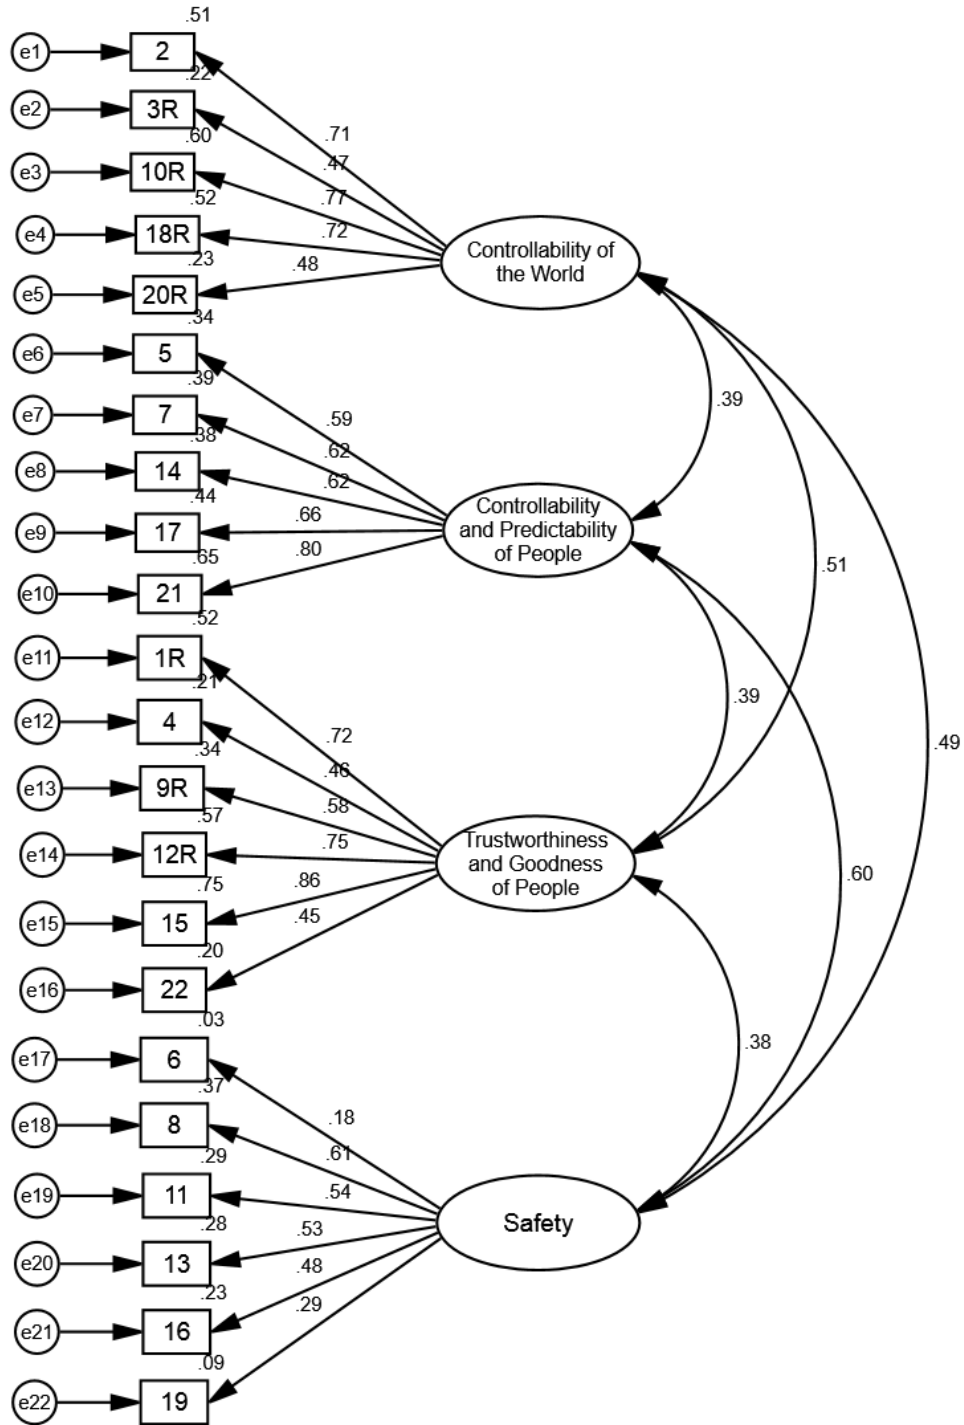 .51
e1 2
.22
e2 3R .71
.60 .47
e3 10R .77
.52 .72
e4 18R
.23 .48
e5 20R
.34
Controllability of
the World
e6 5
.39
.39
e7 7 .59
.38 .62
e8 14 .62
.44
e9 17 .66
.65 .80
e10 21
.52
Controllability
and Predictability
of People
.51
e11 1R
.21
.39
e12 4 .72
.34 .46
e13 9R .58
.57 .75
e14 12R
.75 .86
e15 15 .45
.20
e16 22
.03
.49
Trustworthiness
and Goodness
of People
.60
.38
e17 6
.37
e18 8 .18
.29 .61
e19 11 .54
.28 .53
e20 13 .48
.23 .29
e21 16
.09
e22 19
Safety